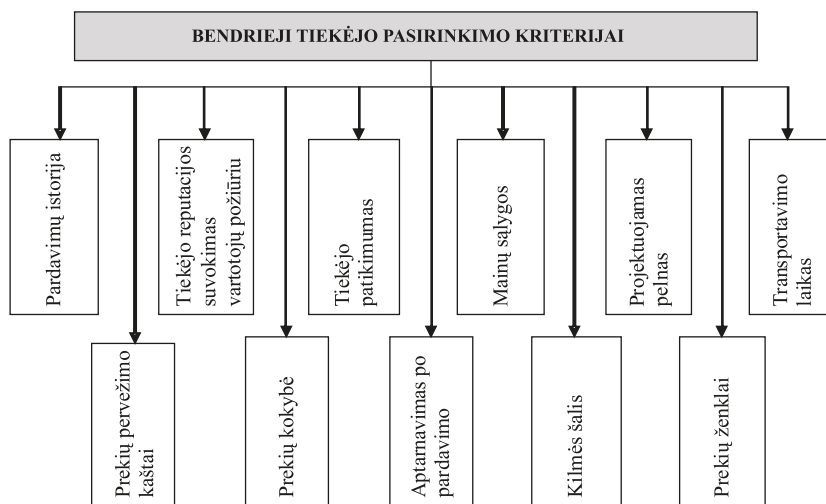 BENDRIEJI TIEKĖJO PASIRINKIMO KRITERIJAI
Pardavimų istorija
Tiekėjo reputacijos
suvokimas
vartotojų požiūriu
Tiekėjo
patikimumas
Mainų sąlygos
Projektuojamas
pelnas
Transportavimo
laikas
Prekių pervežimo
kaštai
Prekių kokybė
Aptarnavimas po
pardavimo
Kilmės šalis
Prekių ženklai